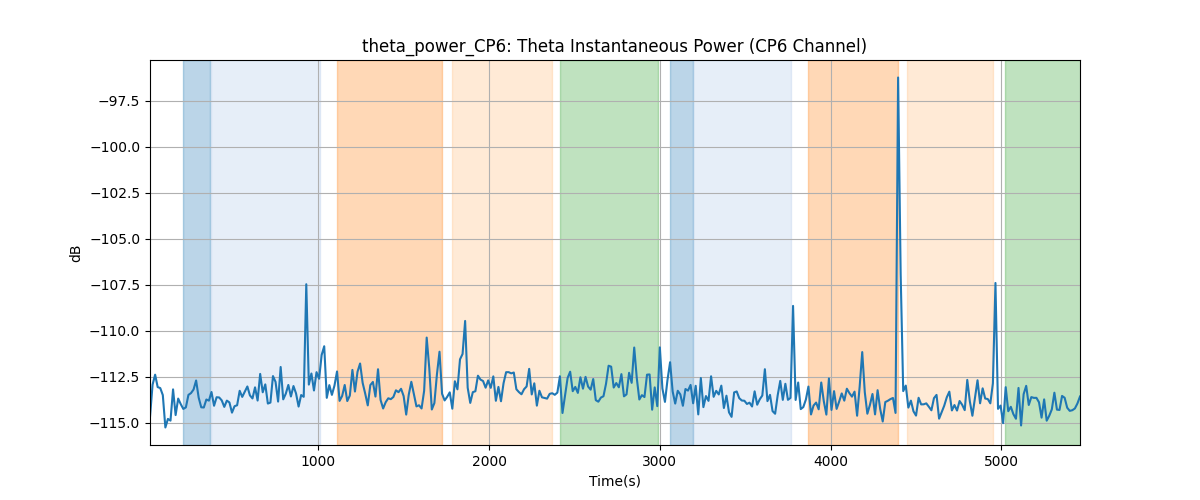 theta_power_CP6: Theta Instantaneous Power (CP6 Channel)
dB
−97.5
−100.0
−102.5
−105.0
−107.5
−110.0
−112.5
−115.0
1000 2000 3000 4000 5000
Time(s)